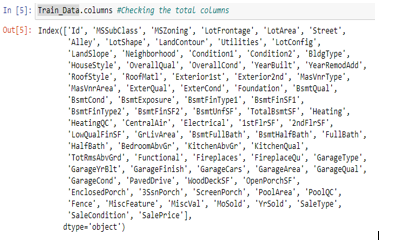 In [5]: Train_Data.columns #Checking the total columns
Out[5]: Index(['Id', 'MSSubClass', 'MSZoning', 'LotFrontage', 'LotArea', 'Street',
'Alley', 'LotShape', 'LandContour', 'Utilities', 'LotConfig',
'LandSlope', 'Neighborhood', 'Condition1', 'Condition2', 'BldgType',
'HouseStyle', 'OverallQual', 'OverallCond', 'YearBuilt', 'YearRemodAdd',
'RoofStyle', 'RoofMatl', 'Exterior1st', 'Exterior2nd', 'MasVnrType',
'MasVnrArea', 'ExterQual', 'ExterCond', 'Foundation', 'BsmtQual',
'BsmtCond', 'BsmtExposure', 'BsmtFinType1', 'BsmtFinSF1',
'BsmtFinType2', 'BsmtFinSF2', 'BsmtUnfSF', 'TotalBsmtSF', 'Heating',
'HeatingQC', 'CentralAir', 'Electrical', '1stFlrSF', '2ndFlrSF',
'LowQualFinSF', 'GrLivArea', 'BsmtFullBath', 'BsmtHalfBath', 'FullBath',
'HalfBath', 'BedroomAbvGr', 'KitchenAbvGr', 'KitchenQual',
'TotRmsAbvGrd', 'Functional', 'Fireplaces', 'FireplaceQu', 'GarageType',
'GarageYrBlt', 'GarageFinish', 'GarageCars', 'GarageArea', 'GarageQual',
'GarageCond', 'PavedDrive', 'WoodDeckSF', 'OpenPorchSF',
'EnclosedPorch', '3SsnPorch', 'ScreenPorch', 'PoolArea', 'PoolQC',
'Fence', 'MiscFeature', 'MiscVal', 'MoSold', 'YrSold', 'SaleType',
'SaleCondition', 'SalePrice'],
dtype='object')